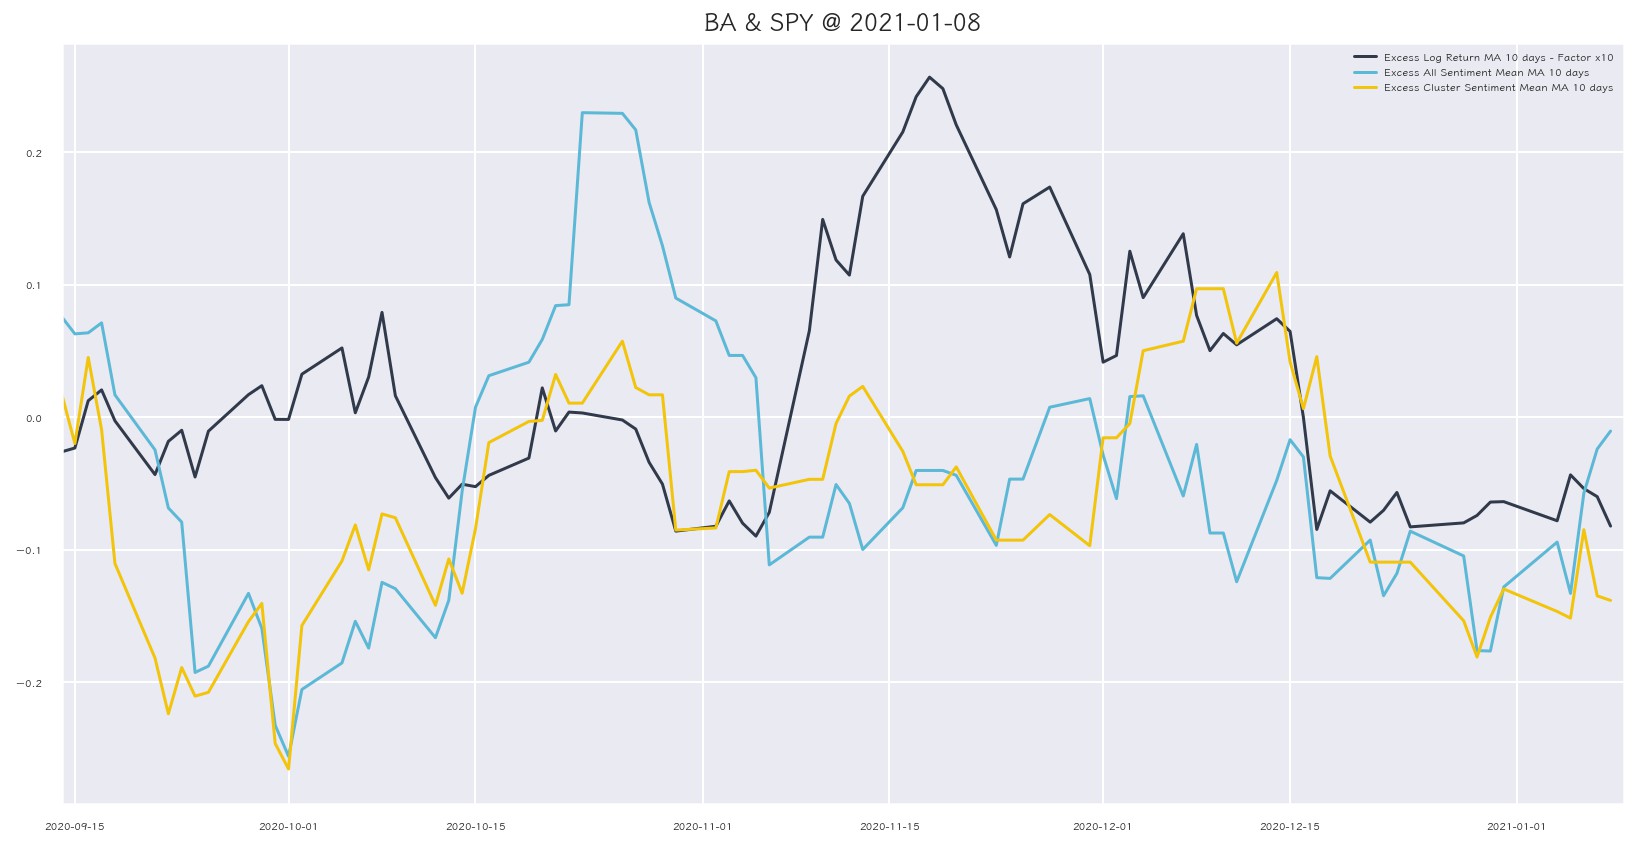 BA & SPY @ 2021-01-08
Excess Log Return MA 10 days - Factor x10
Excess All Sentiment Mean MA 10 days
Excess Cluster Sentiment Mean MA 10 days
0.2
0.1
0.0
−0.1
−0.2
2020-09-15 2020-10-01 2020-10-15 2020-11-01 2020-11-15 2020-12-01 2020-12-15 2021-01-01